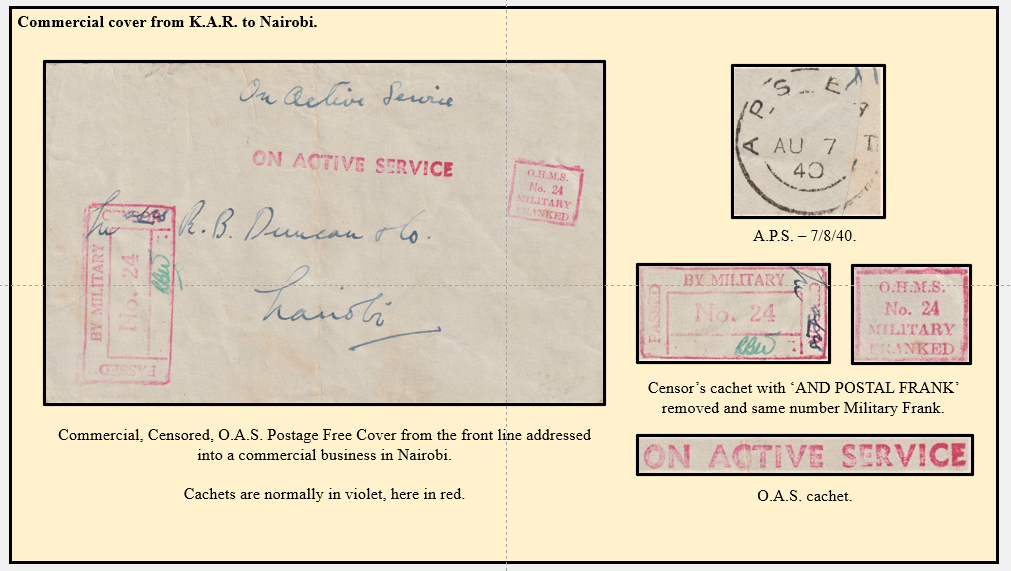 Commercial cover from K.A.R. to Nairobi.
On Active Service
ON ACTIVE SERVICE
O.H.M.S.
No. 24
MILITARY
FRANKED
BY MILITARY
No. 24
PASSED
RBW
R. B. Duncan & Co.
Nairobi
Commercial, Censored, O.A.S. Postage Free Cover from the front line addressed
into a commercial business in Nairobi.
Cachets are normally in violet, here in red.
A.P.S. E.A
AU 7
40
A.P.S. – 7/8/40.
BY MILITARY
PASSED
No. 24
RBW
O.H.M.S.
No. 24
MILITARY
FRANKED
Censor's cachet with ‘AND POSTAL FRANK’
removed and same number Military Frank.
ON ACTIVE SERVICE
O.A.S. cachet.